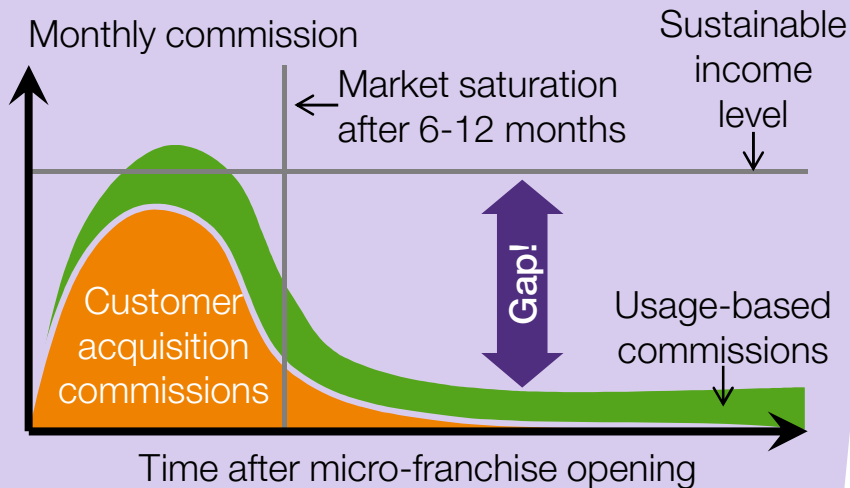 Monthly commission
Sustainable
income
level
Market saturation
after 6-12 months
Gap!
Customer
acquisition
commissions
Usage-based
commissions
Time after micro-franchise opening